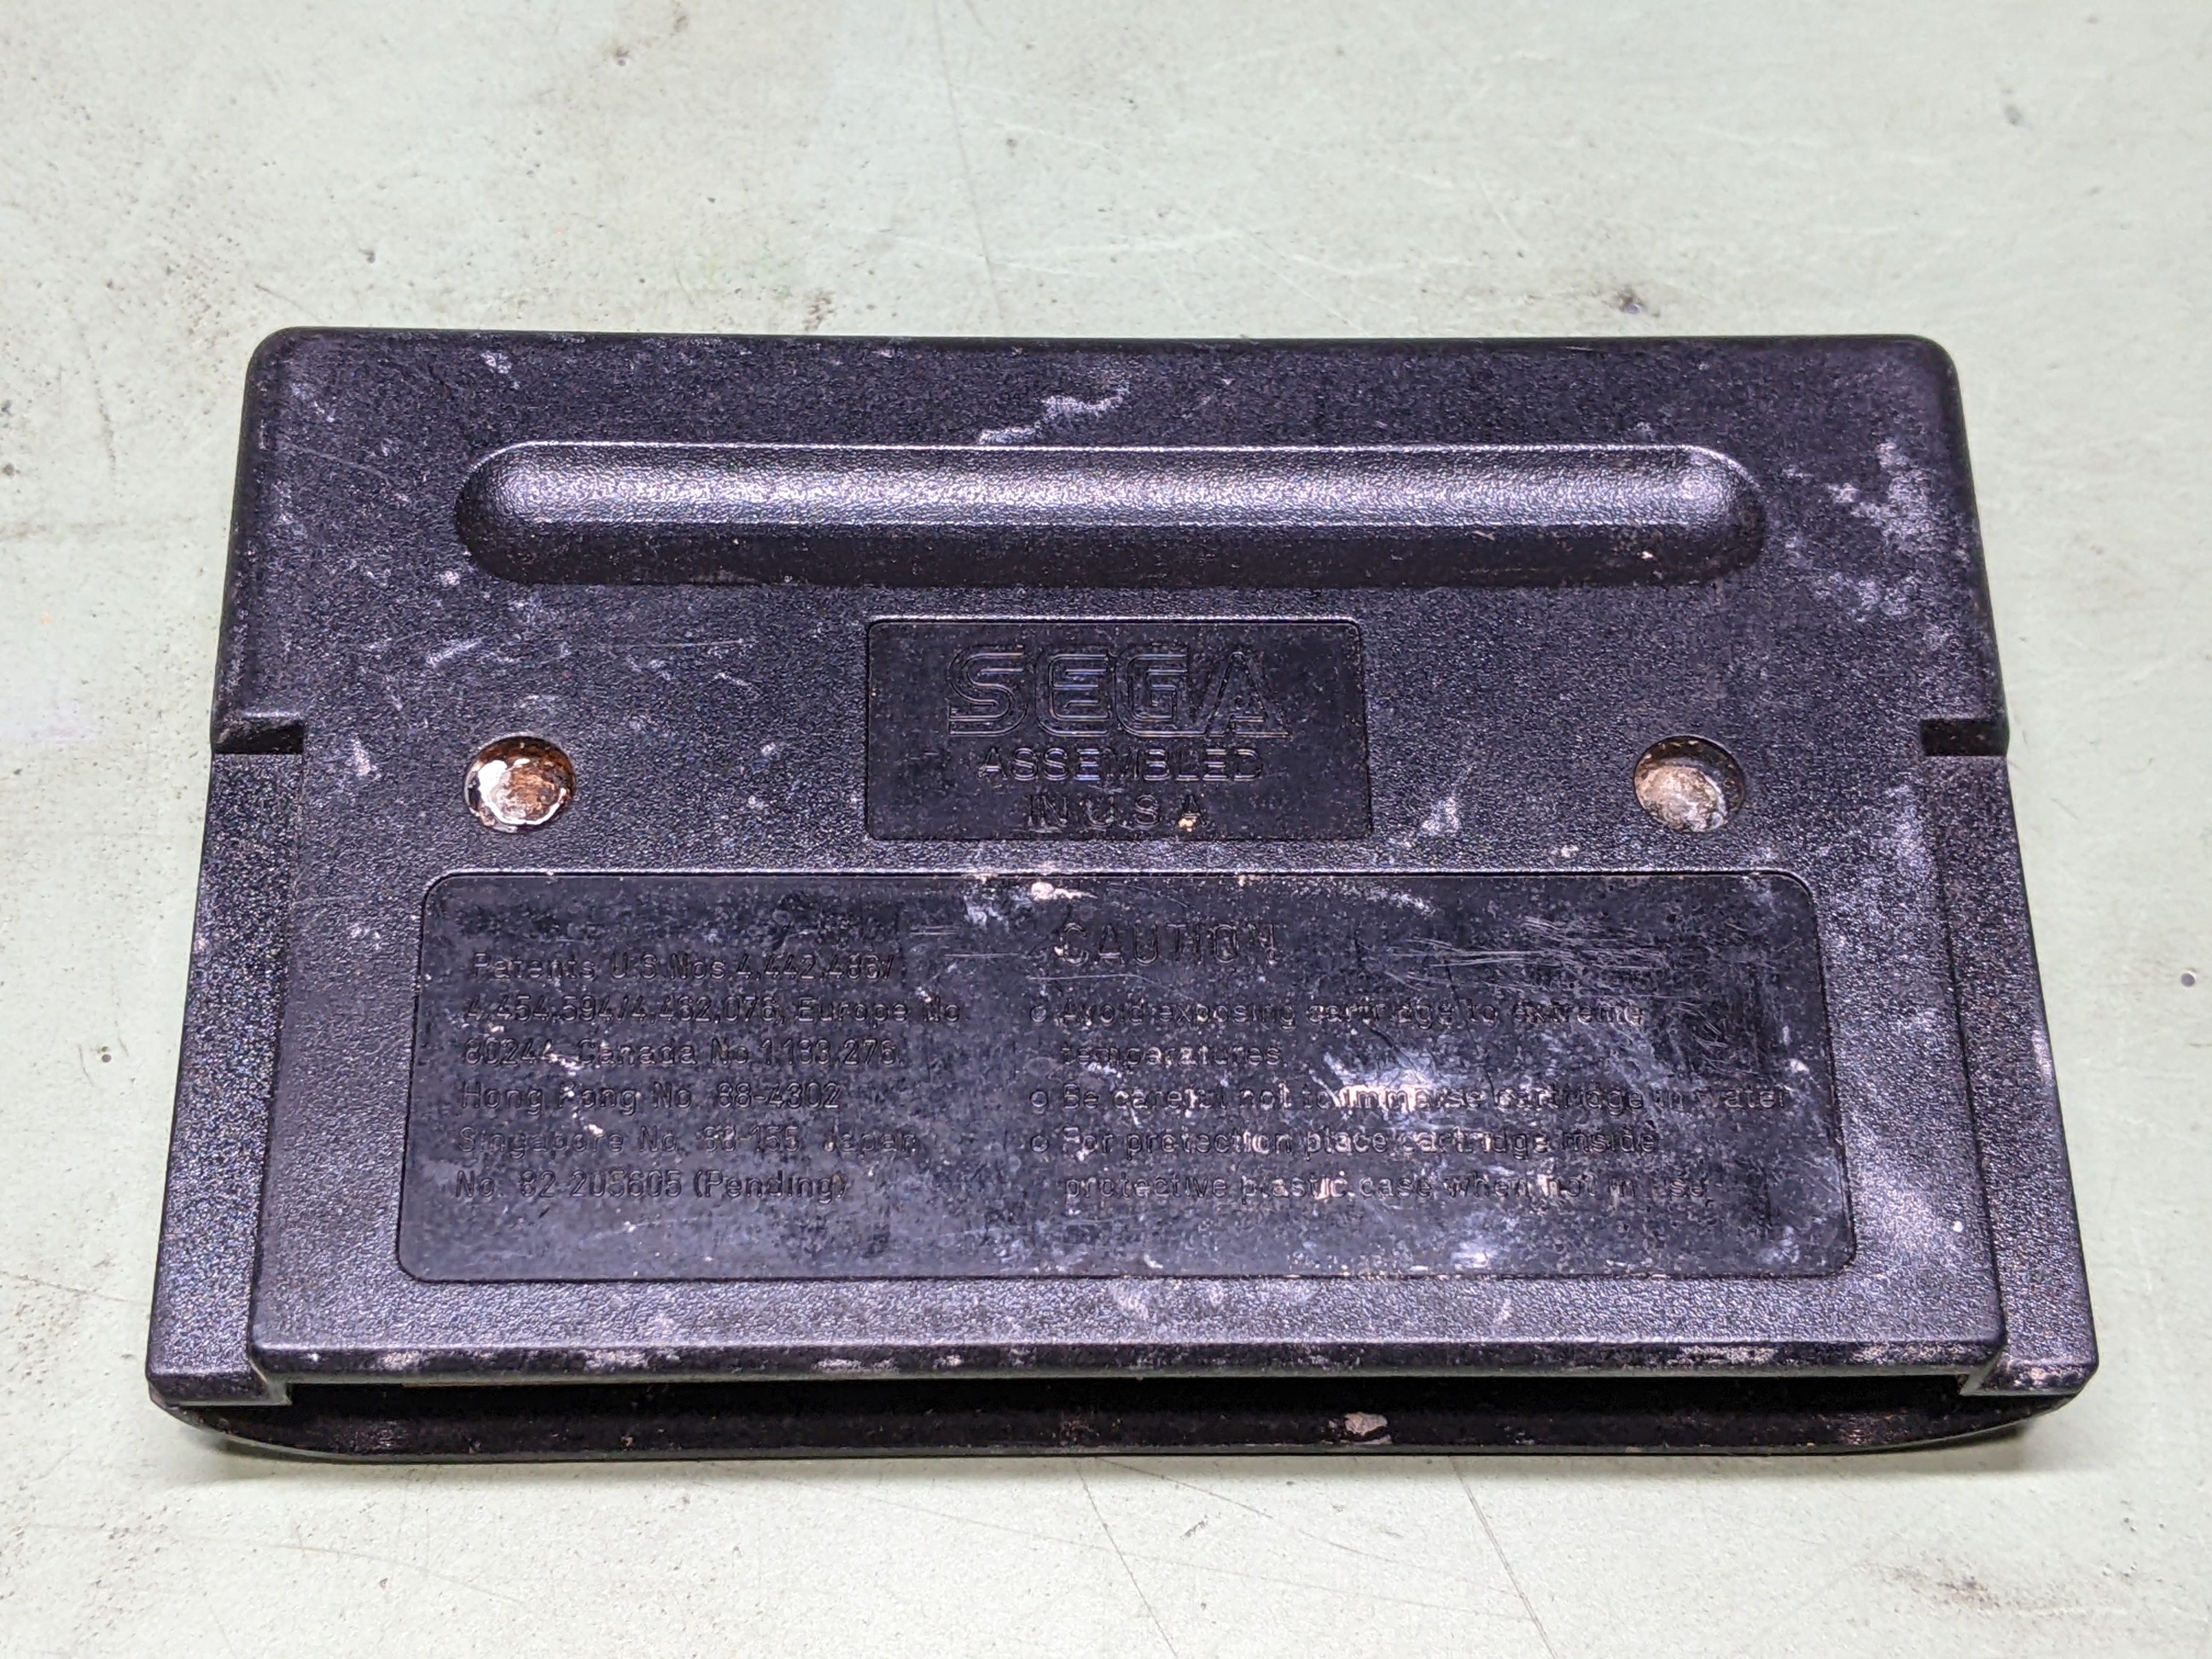 SEGA
ASSEMBLED
IN U.S.A
Patents U.S.Nos.4,442,486/
4,454,594/4,462,076, Europe No.
80244, Canada No.1,183,276,
Hong Kong No. 88-4302
Singapore No. 88-155, Japan
No. 82-205605 (Pending)
CAUTION
o Avoid exposing cartridge to extreme
temperatures
o Be careful not to immerse cartridge in water
o For protection place cartridge inside
protective plastic case when not in use